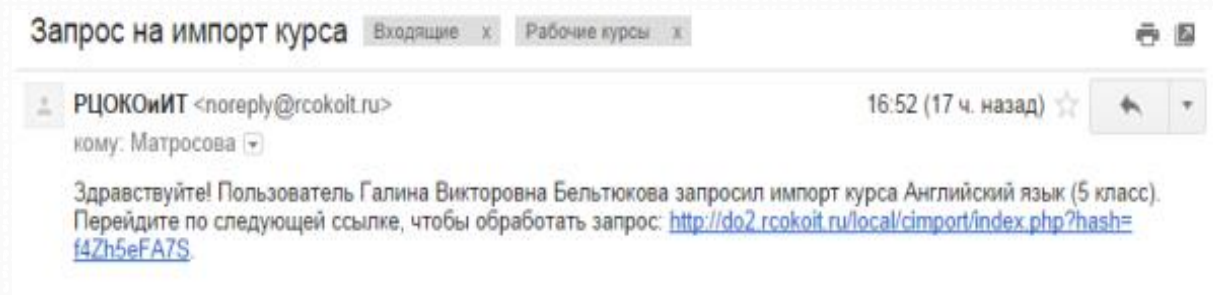 Запрос на импорт курса Входящие x Рабочие курсы x
РЦОКОиИТ <noreply@rcokoit.ru> 16:52 (17 ч. назад)
кому: Матросова
Здравствуйте! Пользователь Галина Викторовна Бельтюкова запросил импорт курса Английский язык (5 класс).
Перейдите по следующей ссылке, чтобы обработать запрос: http://do2.rcokoit.ru/local/cimport/index.php?hash=
f4Zh5eFA7S.